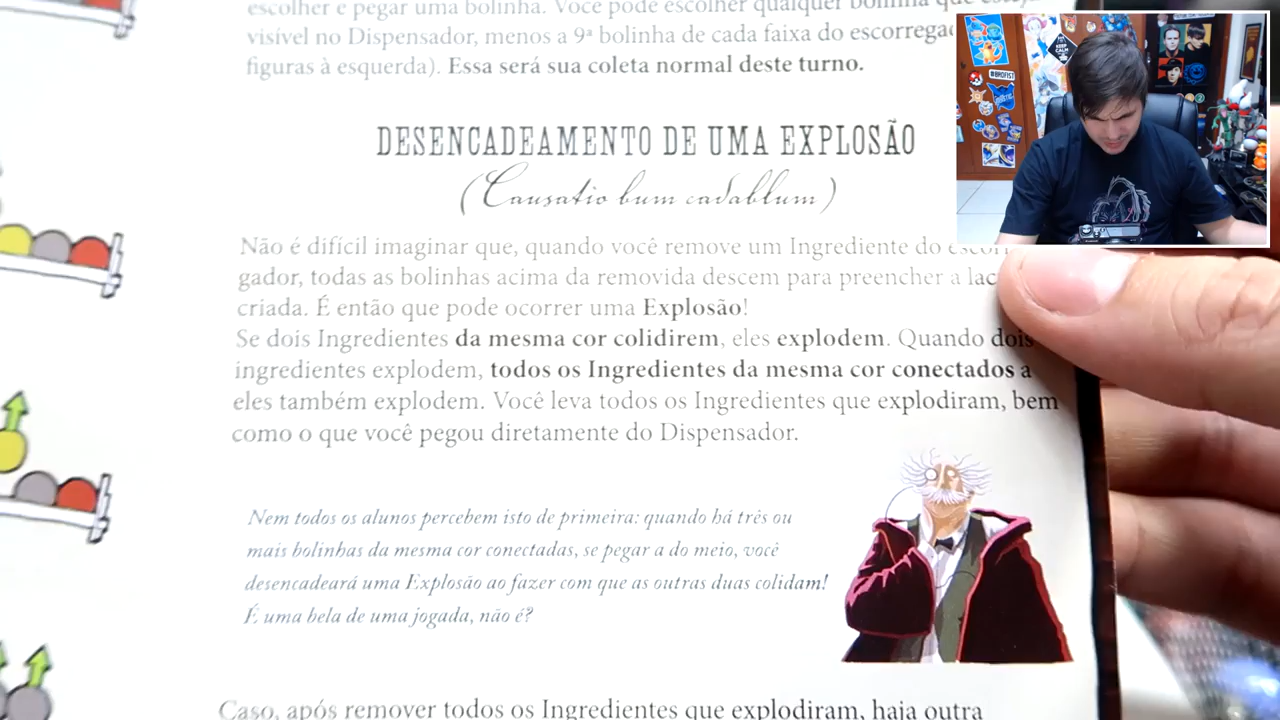 escolher e pegar uma bolinha. Você pode escolher qualquer bolinha que
visível no Dispensador, menos a 9ª bolinha de cada faixa do
figuras à esquerda). Essa será sua coleta normal deste turno.
DESENCADEAMENTO DE UMA EXPLOSÃO
(Causatio bum cadablum)
Não é difícil imaginar que, quando você remove um Ingrediente do
gador, todas as bolinhas acima da removida descem para preencher a
criada. É então que pode ocorrer uma Explosão!
Se dois Ingredientes da mesma cor colidirem, eles explodem. Quando dois
ingredientes explodem, todos os Ingredientes da mesma cor conectados a
eles também explodem. Você leva todos os Ingredientes que explodiram, bem
como o que você pegou diretamente do Dispensador.
Nem todos os alunos percebem isto de primeira: quando há três ou
mais bolinhas da mesma cor conectadas, se pegar a do meio, você
desencadeará uma Explosão ao fazer com que as outras duas colidam!
É uma bela de uma jogada, não é?
Caso, após remover todos os Ingredientes que explodiram, haja outra
#BROFIST
KEEP
CALM